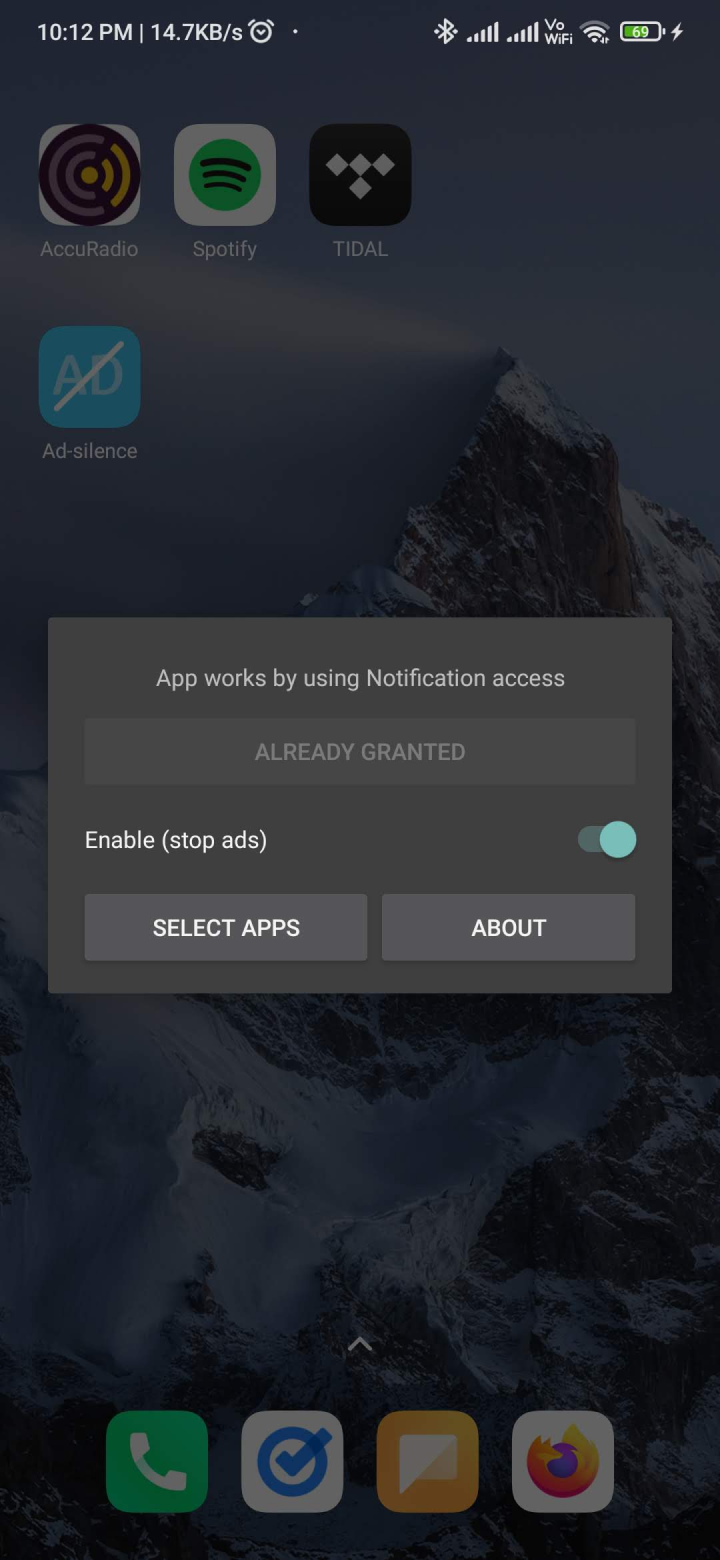 10:12 PM | 14.7KB/s
Vo
WiFi
69
AccuRadio
Spotify
TIDAL
AD
Ad-silence
App works by using Notification access
ALREADY GRANTED
Enable (stop ads)
SELECT APPS
ABOUT